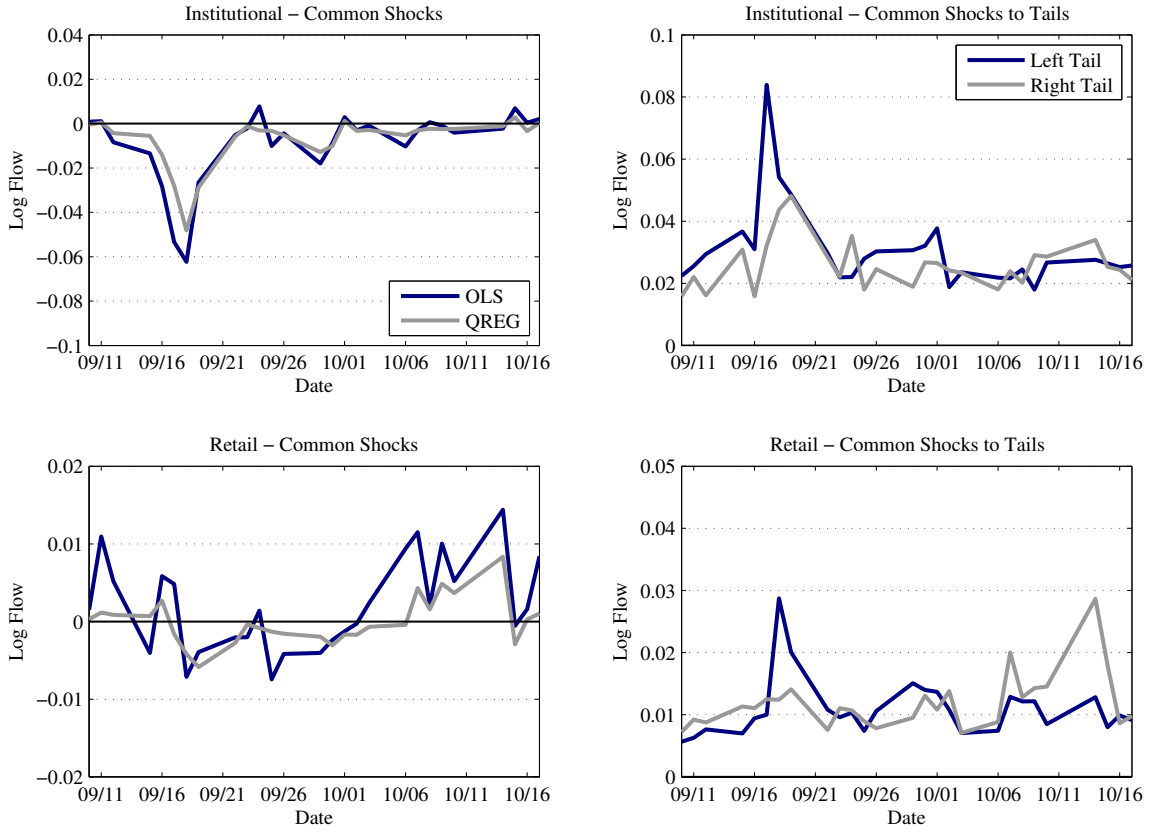 Institutional − Common Shocks
0.04
0.02
0
−0.02
−0.04
−0.06
−0.08
−0.1
Log Flow
OLS
QREG
09/11 09/16 09/21 09/26 10/01 10/06 10/11 10/16
Date
Institutional − Common Shocks to Tails
0.1
0.08
0.06
0.04
0.02
0
Log Flow
Left Tail
Right Tail
09/11 09/16 09/21 09/26 10/01 10/06 10/11 10/16
Date
Retail − Common Shocks
0.02
0.01
0
−0.01
−0.02
Log Flow
09/11 09/16 09/21 09/26 10/01 10/06 10/11 10/16
Date
Retail − Common Shocks to Tails
0.05
0.04
0.03
0.02
0.01
0
Log Flow
09/11 09/16 09/21 09/26 10/01 10/06 10/11 10/16
Date